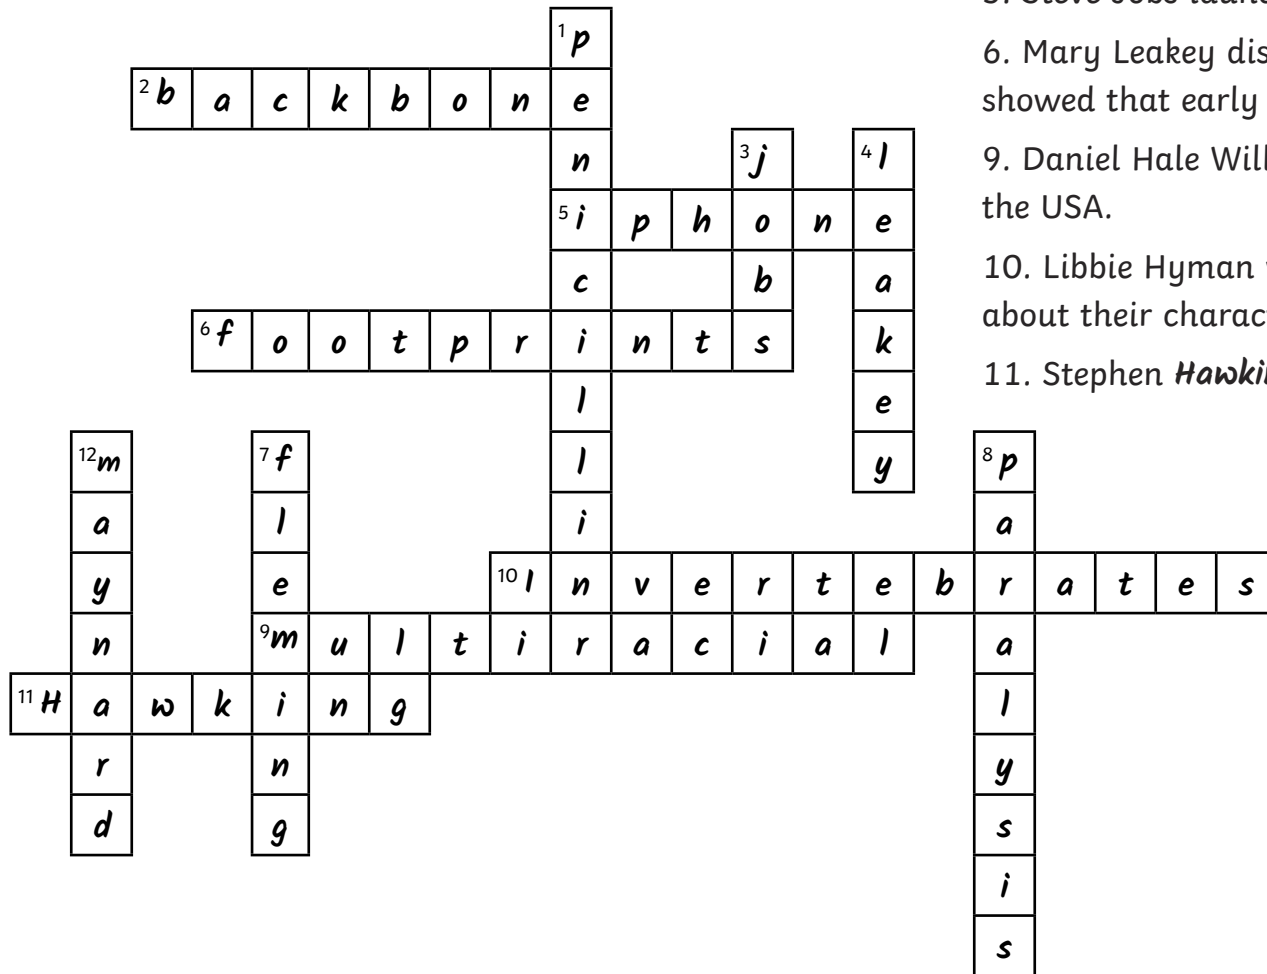 1 p
2 b a c k b o n e
n
3 j
4 l
5 i p h o n e
c
b
a
6 f o o t p r i n t s
k
l
e
12 m
7 f
l
y
8 p
a
l
i
a
y
e
10 I n v e r t e b r a t e s
n
9 m u l t i r a c i a l
a
11 H a w k i n g
l
r
n
y
d
g
s
i
s
6. Mary Leakey dis
showed that early
9. Daniel Hale Will
the USA.
10. Libbie Hyman
about their charac
11. Stephen Hawkin